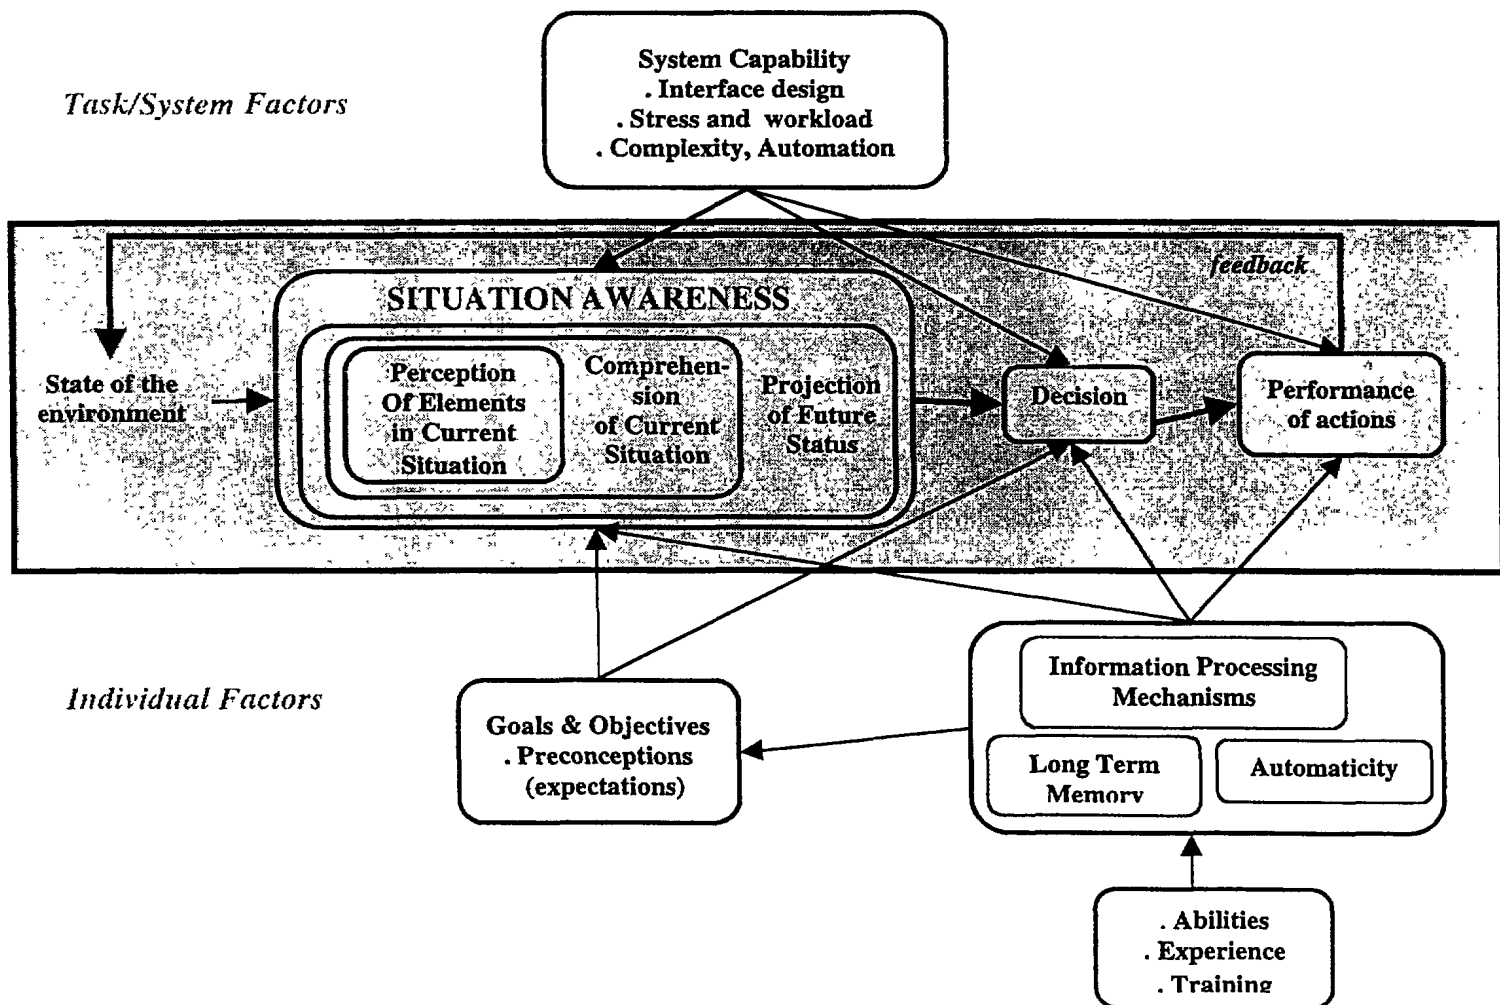 System Capability
. Interface design
. Stress and workload
. Complexity, Automation
Task/System Factors
feedback
SITUATION AWARENESS
State of the
environment
Perception
Of Elements
in Current
Situation
Comprehen-
sion
of Current
Situation
Projection
of Future
Status
Decision
Performance
of actions
Individual Factors
Goals & Objectives
. Preconceptions
(expectations)
Information Processing
Mechanisms
Long Term
Memory
Automaticity
. Abilities
. Experience
. Training